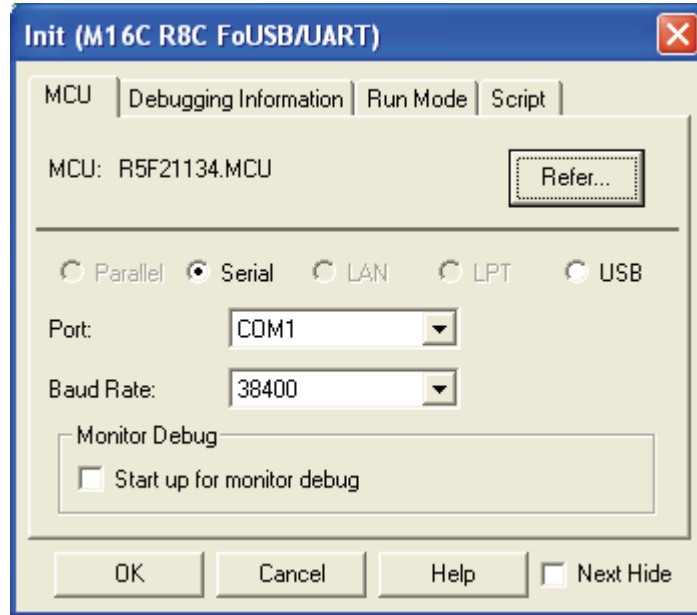 Init (M16C R8C FoUSB/UART)
MCU Debugging Information Run Mode Script
MCU: R5F21134.MCU Refer...
Parallel Serial LAN LPT USB
Port: COM1
Baud Rate: 38400
Monitor Debug
Start up for monitor debug
OK Cancel Help Next Hide